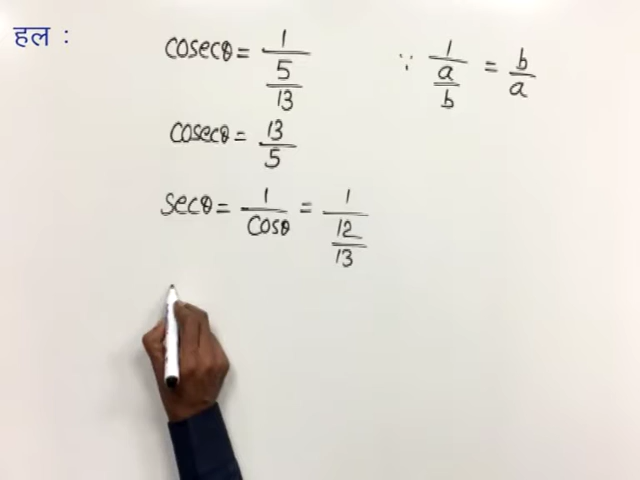 हल :
cosecθ = 1/(5/13) ∵ 1/(a/b) = b/a
cosecθ = 13/5
secθ = 1/cosθ = 1/(12/13)